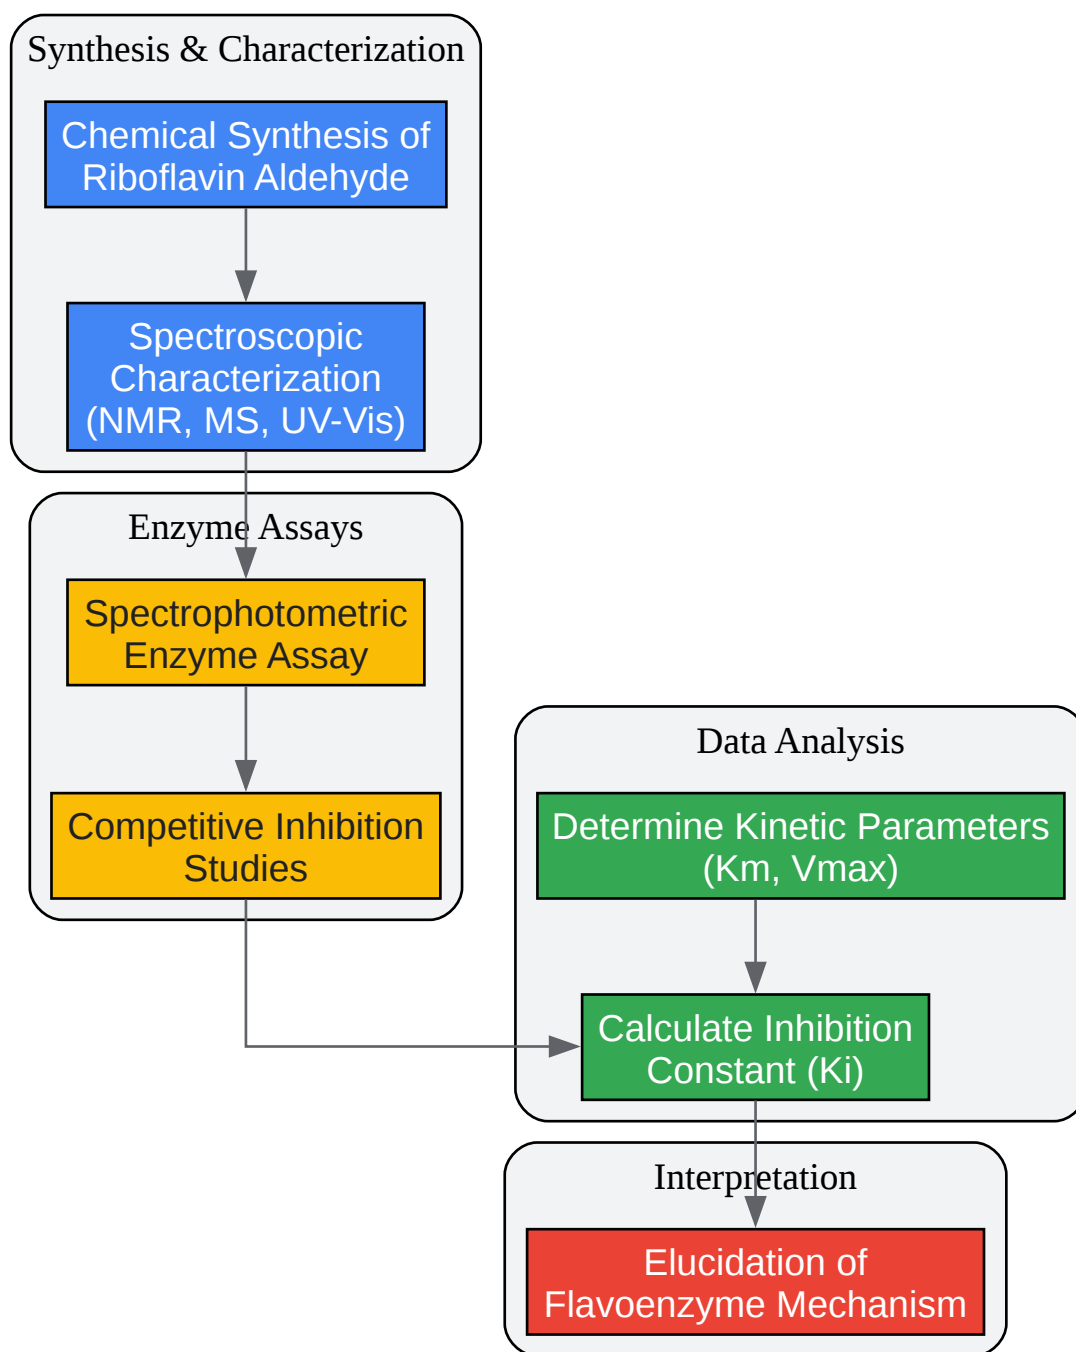 Synthesis & Characterization
Chemical Synthesis of
Riboflavin Aldehyde
Spectroscopic
Characterization
(NMR, MS, UV-Vis)
Enzyme Assays
Spectrophotometric
Enzyme Assay
Competitive Inhibition
Studies
Data Analysis
Determine Kinetic Parameters
(Km, Vmax)
Calculate Inhibition
Constant (Ki)
Interpretation
Elucidation of
Flavoenzyme Mechanism